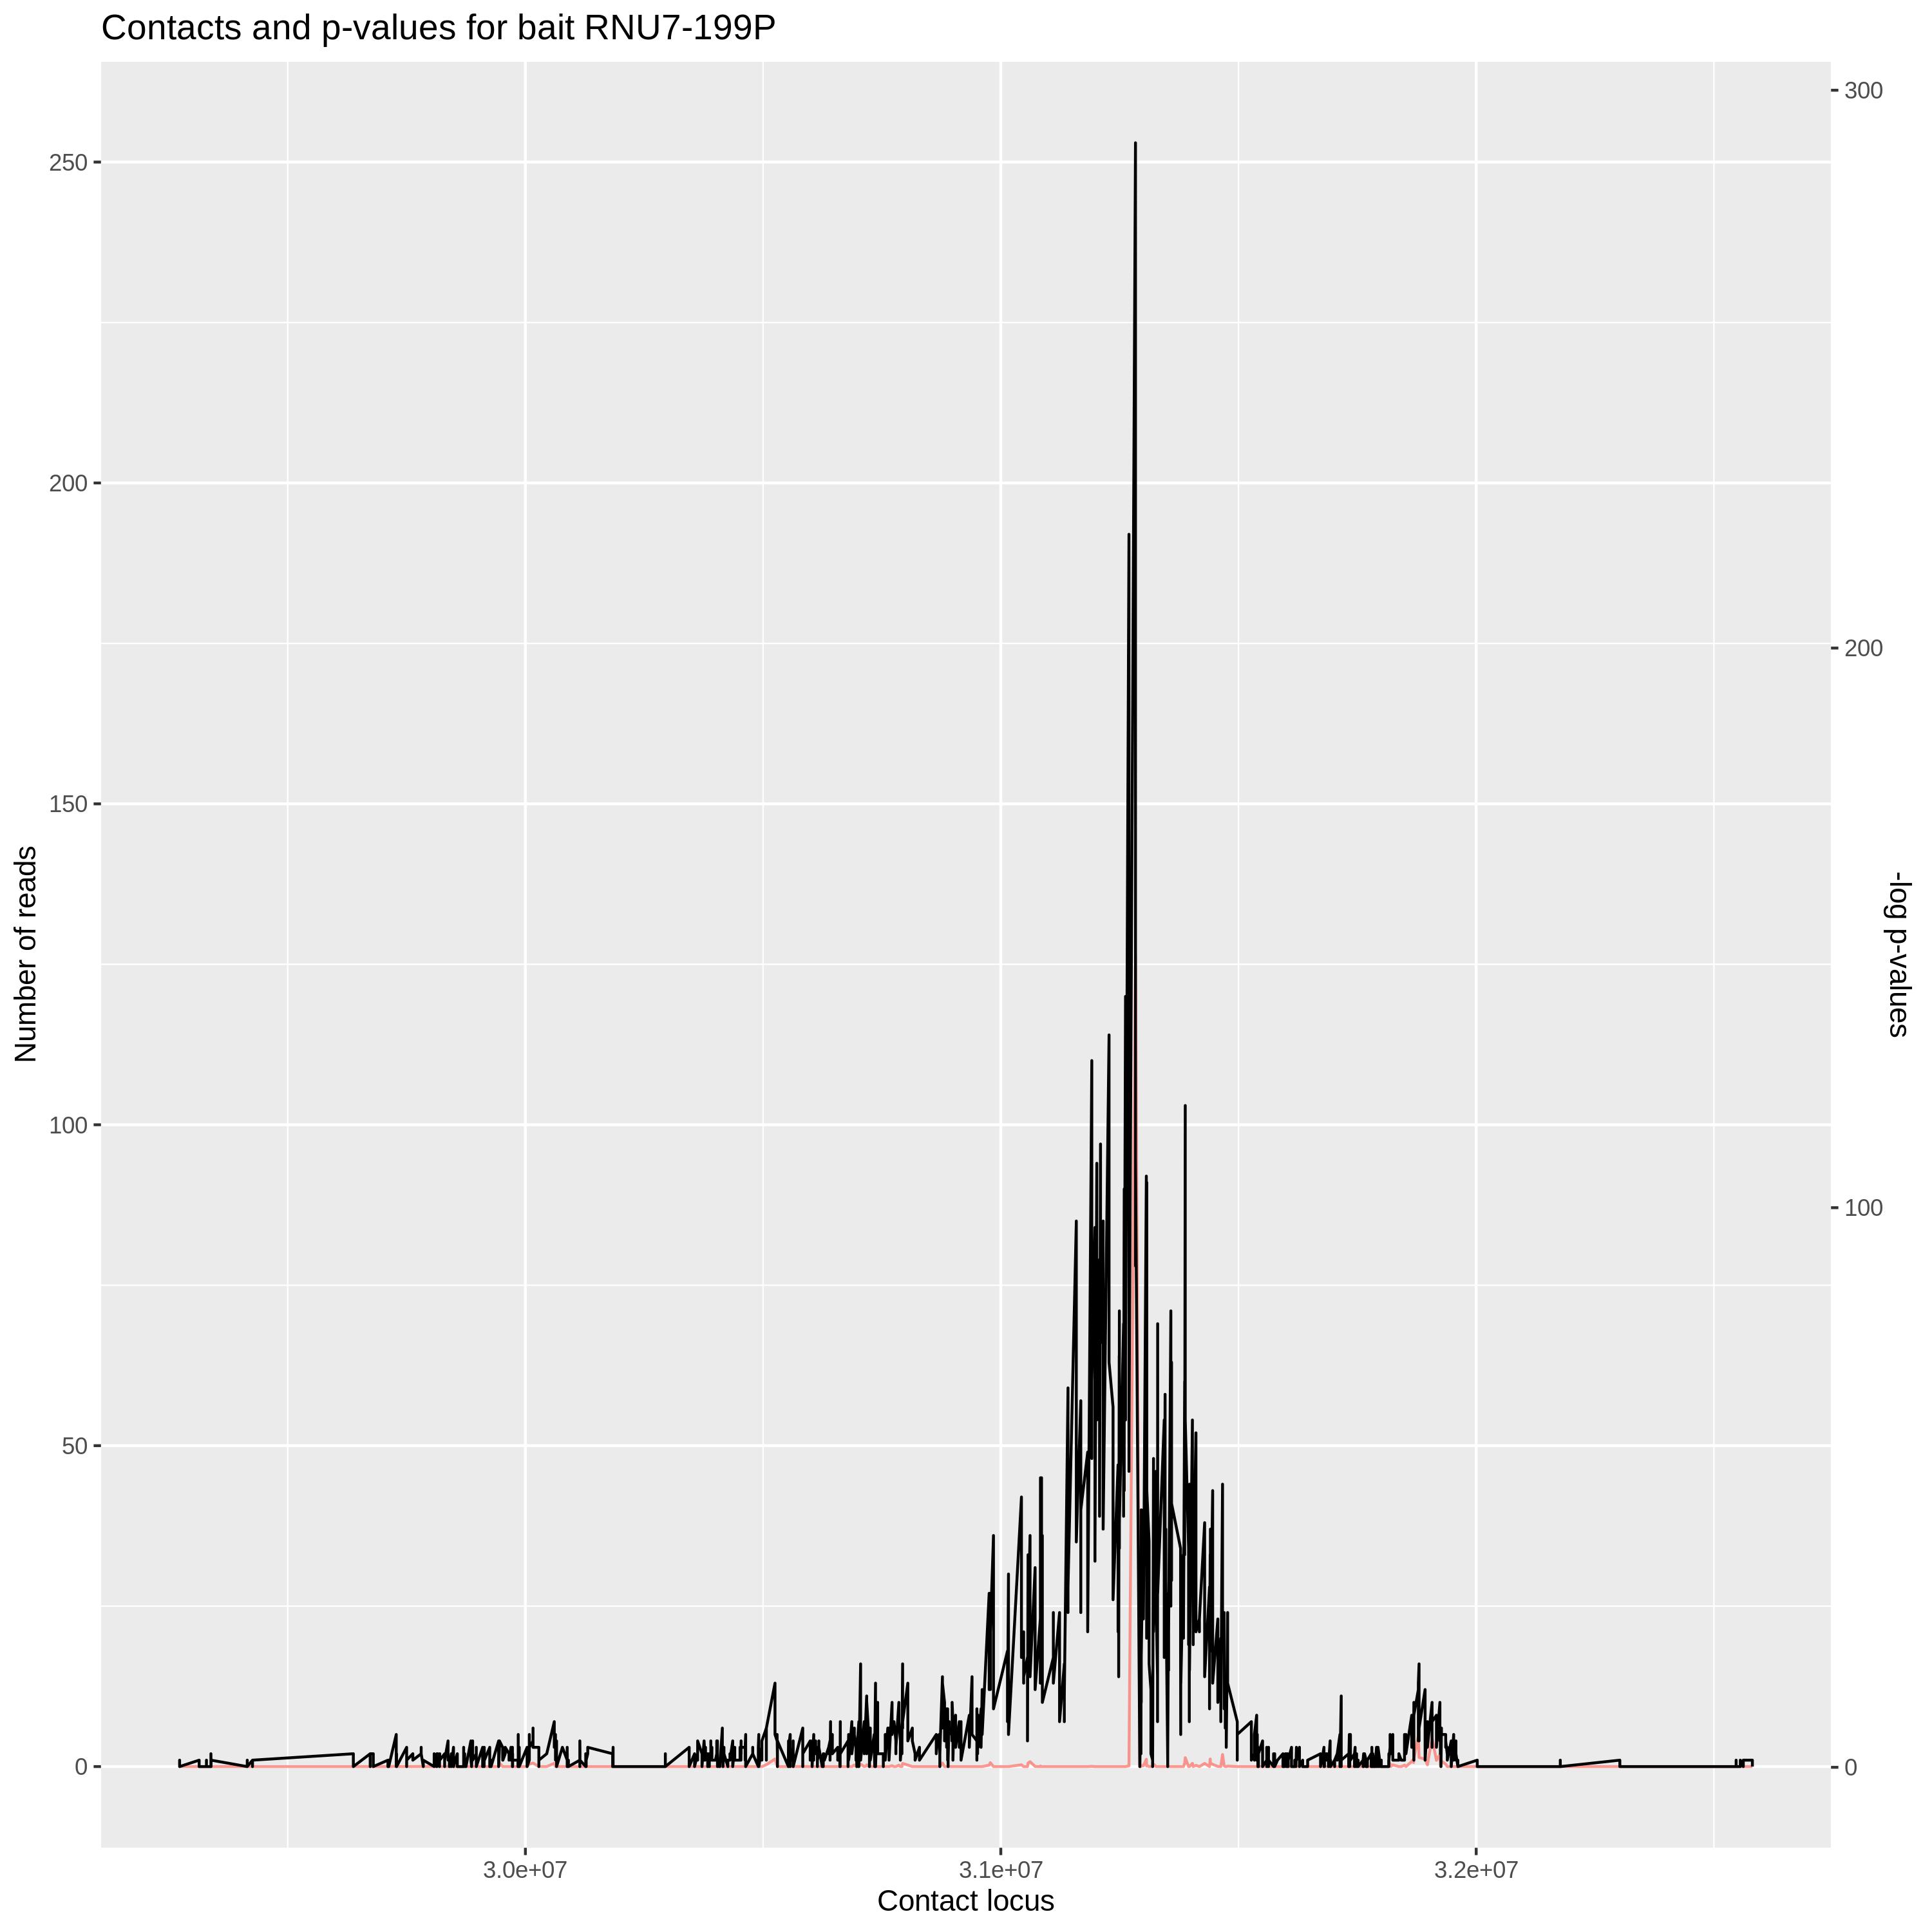 Contacts and p-values for bait RNU7-199P
300
250
200
200
150
100
100
50
0
0
Number of reads
-log p-values
3.0e+07
3.1e+07
3.2e+07
Contact locus